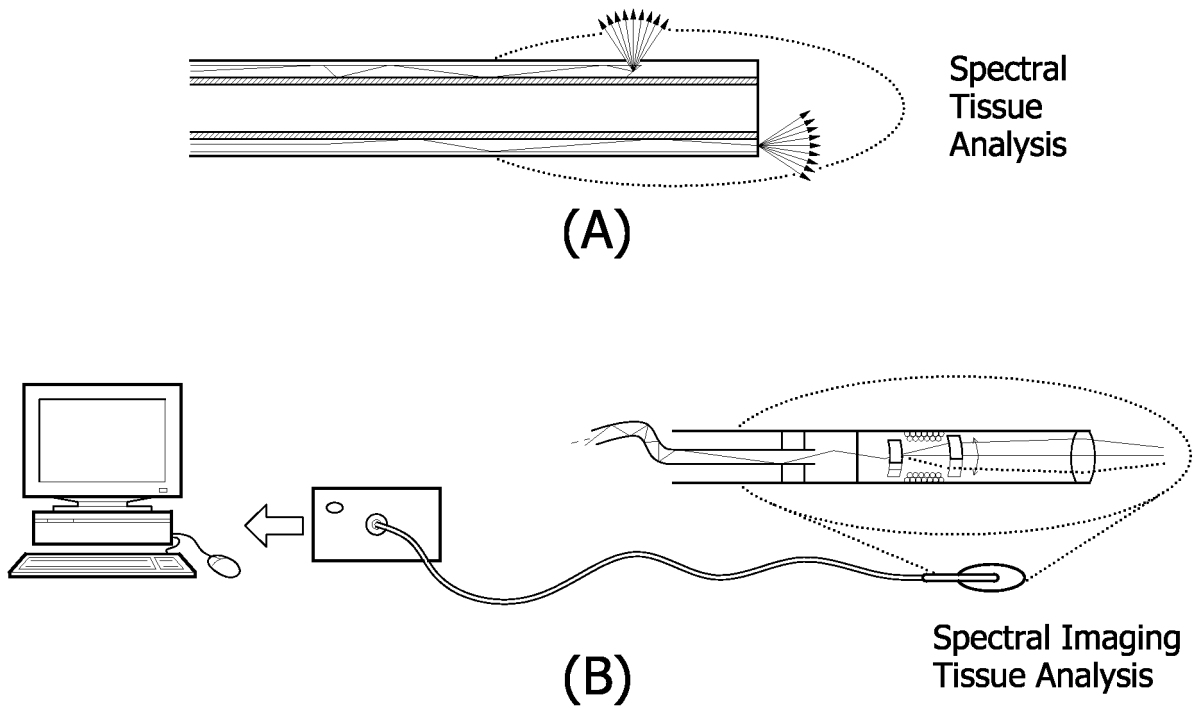 Spectral
Tissue
Analysis
(A)
Spectral Imaging
Tissue Analysis
(B)